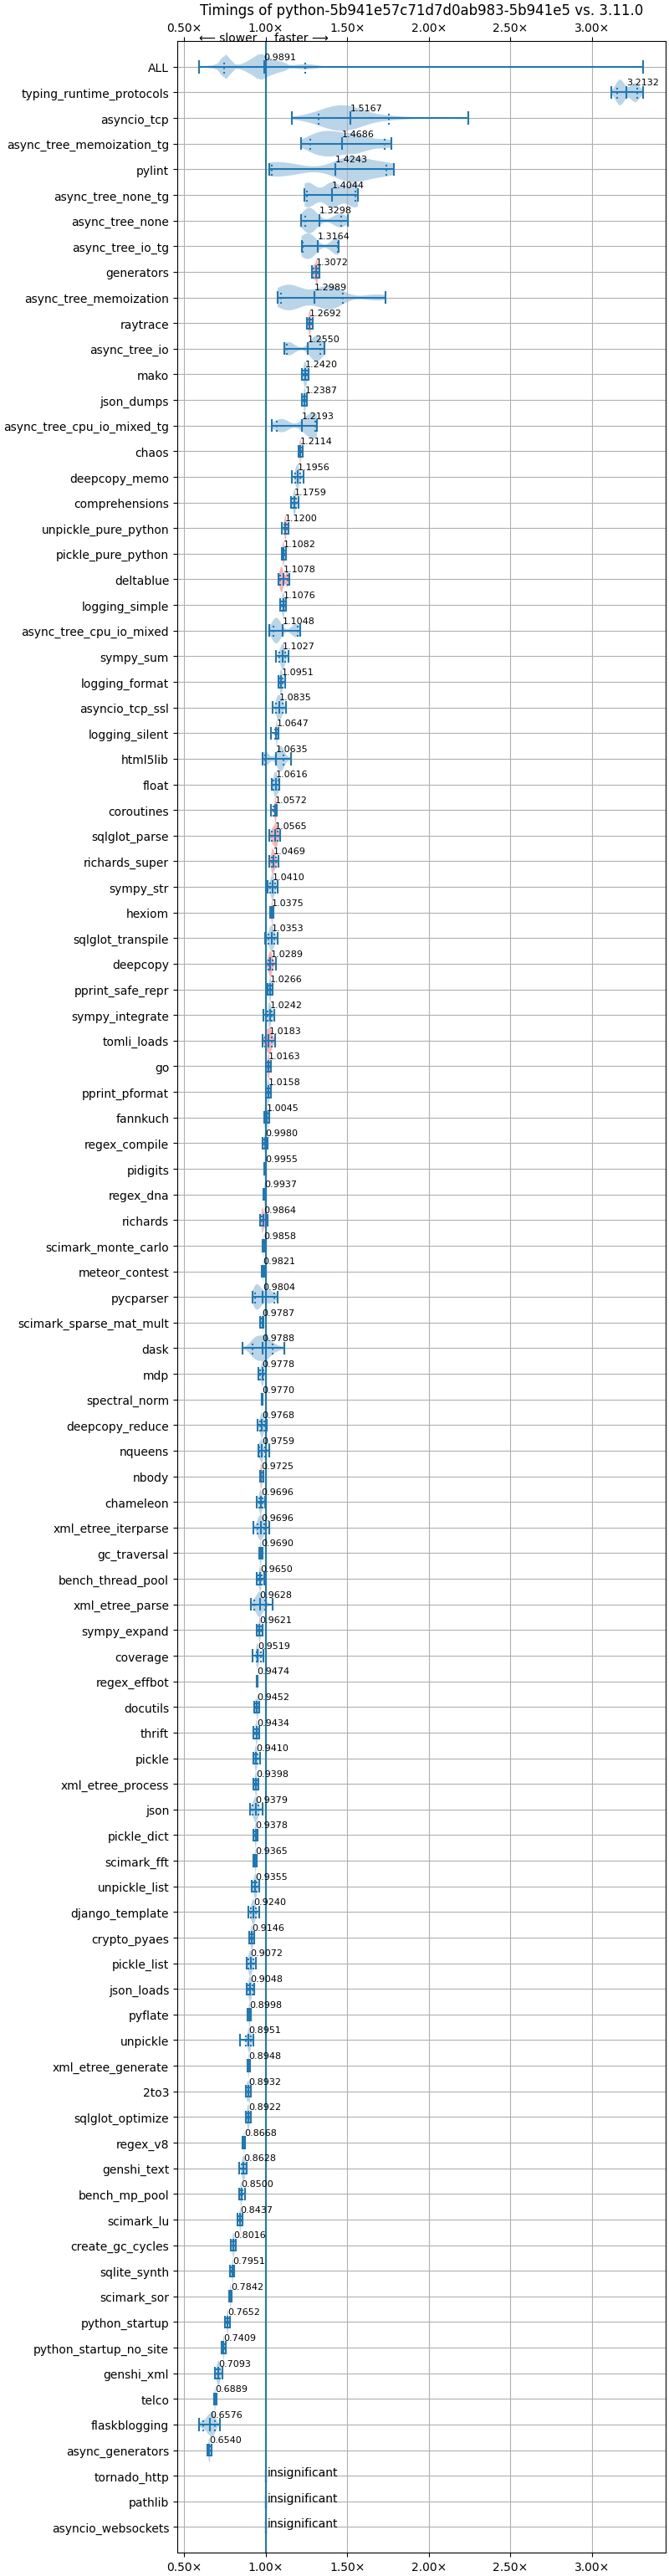 Timings of python-5b941e57c71d7d0ab983-5b941e5 vs. 3.11.0
0.50× 1.00× 1.50× 2.00× 2.50× 3.00×
← slower faster →
ALL 0.9891
typing_runtime_protocols 3.2132
asyncio_tcp 1.5167
async_tree_memoization_tg 1.4686
pylint 1.4243
async_tree_none_tg 1.4044
async_tree_none 1.3298
async_tree_io_tg 1.3164
generators 1.3072
async_tree_memoization 1.2989
raytrace 1.2692
async_tree_io 1.2550
mako 1.2420
json_dumps 1.2387
async_tree_cpu_io_mixed_tg 1.2193
chaos 1.2114
deepcopy_memo 1.1956
comprehensions 1.1759
unpickle_pure_python 1.1200
pickle_pure_python 1.1082
deltablue 1.1078
logging_simple 1.1076
async_tree_cpu_io_mixed 1.1048
sympy_sum 1.1027
logging_format 1.0951
asyncio_tcp_ssl 1.0835
logging_silent 1.0647
html5lib 1.0635
float 1.0616
coroutines 1.0572
sqlglot_parse 1.0565
richards_super 1.0469
sympy_str 1.0410
hexiom 1.0375
sqlglot_transpile 1.0353
deepcopy 1.0289
pprint_safe_repr 1.0266
sympy_integrate 1.0242
tomli_loads 1.0183
go 1.0163
pprint_pformat 1.0158
fannkuch 1.0045
regex_compile 0.9980
pidigits 0.9955
regex_dna 0.9937
richards 0.9864
scimark_monte_carlo 0.9858
meteor_contest 0.9821
pycparser 0.9804
scimark_sparse_mat_mult 0.9787
dask 0.9788
mdp 0.9778
spectral_norm 0.9770
deepcopy_reduce 0.9768
nqueens 0.9759
nbody 0.9725
chameleon 0.9696
xml_etree_iterparse 0.9696
gc_traversal 0.9690
bench_thread_pool 0.9650
xml_etree_parse 0.9628
sympy_expand 0.9621
coverage 0.9519
regex_effbot 0.9474
docutils 0.9452
thrift 0.9434
pickle 0.9410
xml_etree_process 0.9398
json 0.9379
pickle_dict 0.9378
scimark_fft 0.9365
unpickle_list 0.9355
django_template 0.9240
crypto_pyaes 0.9146
pickle_list 0.9072
json_loads 0.9048
pyflate 0.8998
unpickle 0.8951
xml_etree_generate 0.8948
2to3 0.8932
sqlglot_optimize 0.8922
regex_v8 0.8668
genshi_text 0.8628
bench_mp_pool 0.8500
scimark_lu 0.8437
create_gc_cycles 0.8016
sqlite_synth 0.7951
scimark_sor 0.7842
python_startup 0.7652
python_startup_no_site 0.7409
genshi_xml 0.7093
telco 0.6889
flaskblogging 0.6576
async_generators 0.6540
tornado_http insignificant
pathlib insignificant
asyncio_websockets insignificant
0.50× 1.00× 1.50× 2.00× 2.50× 3.00×